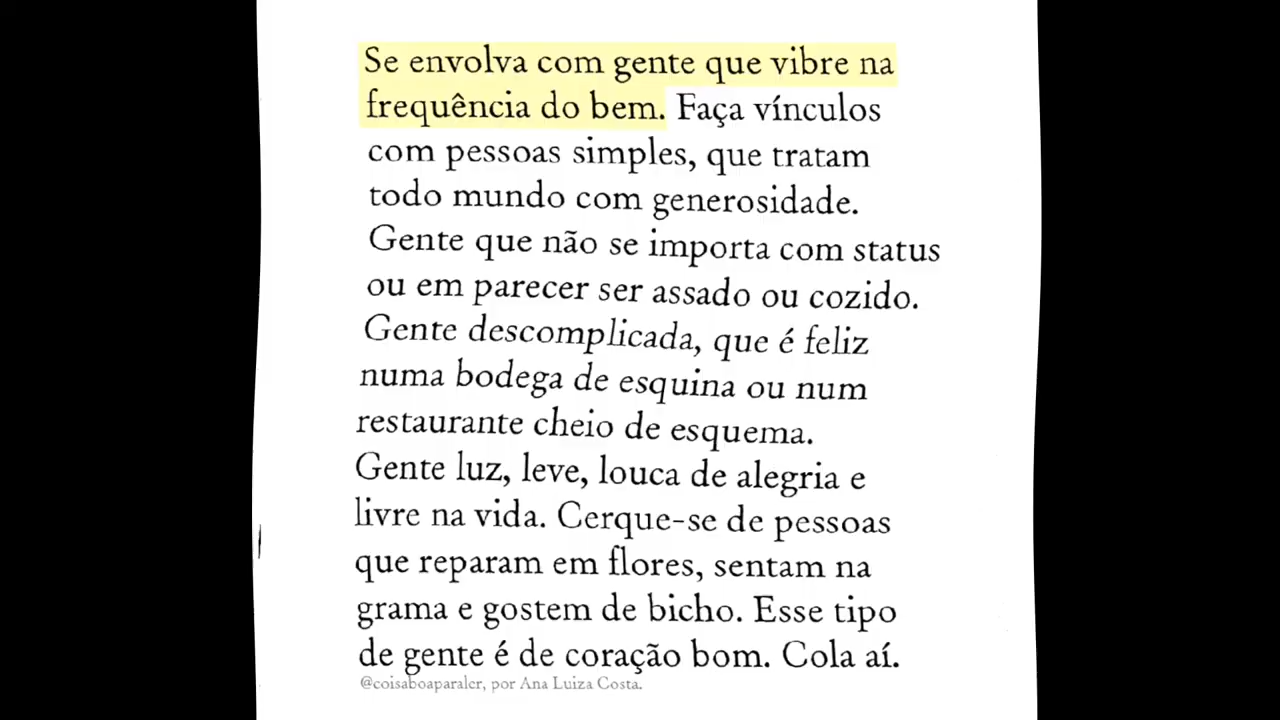 Se envolva com gente que vibre na
frequência do bem. Faça vínculos
com pessoas simples, que tratam
todo mundo com generosidade.
Gente que não se importa com status
ou em parecer ser assado ou cozido.
Gente descomplicada, que é feliz
numa bodega de esquina ou num
restaurante cheio de esquema.
Gente luz, leve, louca de alegria e
livre na vida. Cerque-se de pessoas
que reparam em flores, sentam na
grama e gostem de bicho. Esse tipo
de gente é de coração bom. Cola aí.
@coisaboaparaler, por Ana Luiza Costa.